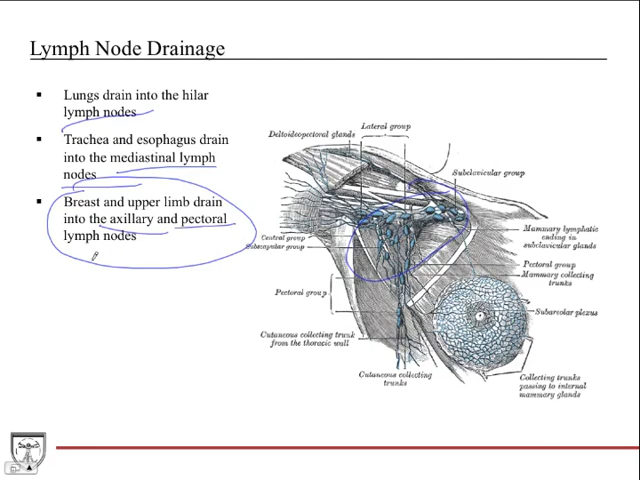 Lymph Node Drainage
▪ Lungs drain into the hilar
lymph nodes
▪ Trachea and esophagus drain
into the mediastinal lymph
nodes
▪ Breast and upper limb drain
into the axillary and pectoral
lymph nodes
Lateral group
Deltoideopectoral glands
Subclavicular group
Central group
Subscapular group
Mammary lymphatic
ending in
subclavicular glands
Pectoral group
Mammary collecting
trunks
Pectoral group
Subareolar plexus
Cutaneous collecting trunk
from the thoracic wall
Cutaneous collecting
trunks
Collecting trunks
passing to internal
mammary glands